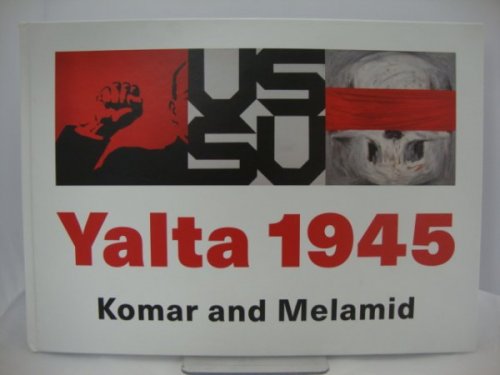 US
SU
Yalta 1945
Komar and Melamid